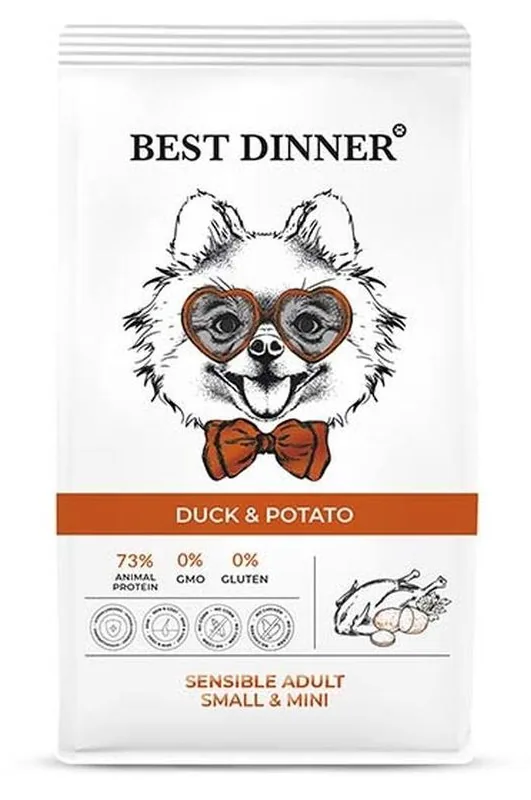 BEST DINNER
DUCK & POTATO
73% 0% 0%
ANIMAL PROTEIN GMO GLUTEN
SENSIBLE ADULT
SMALL & MINI